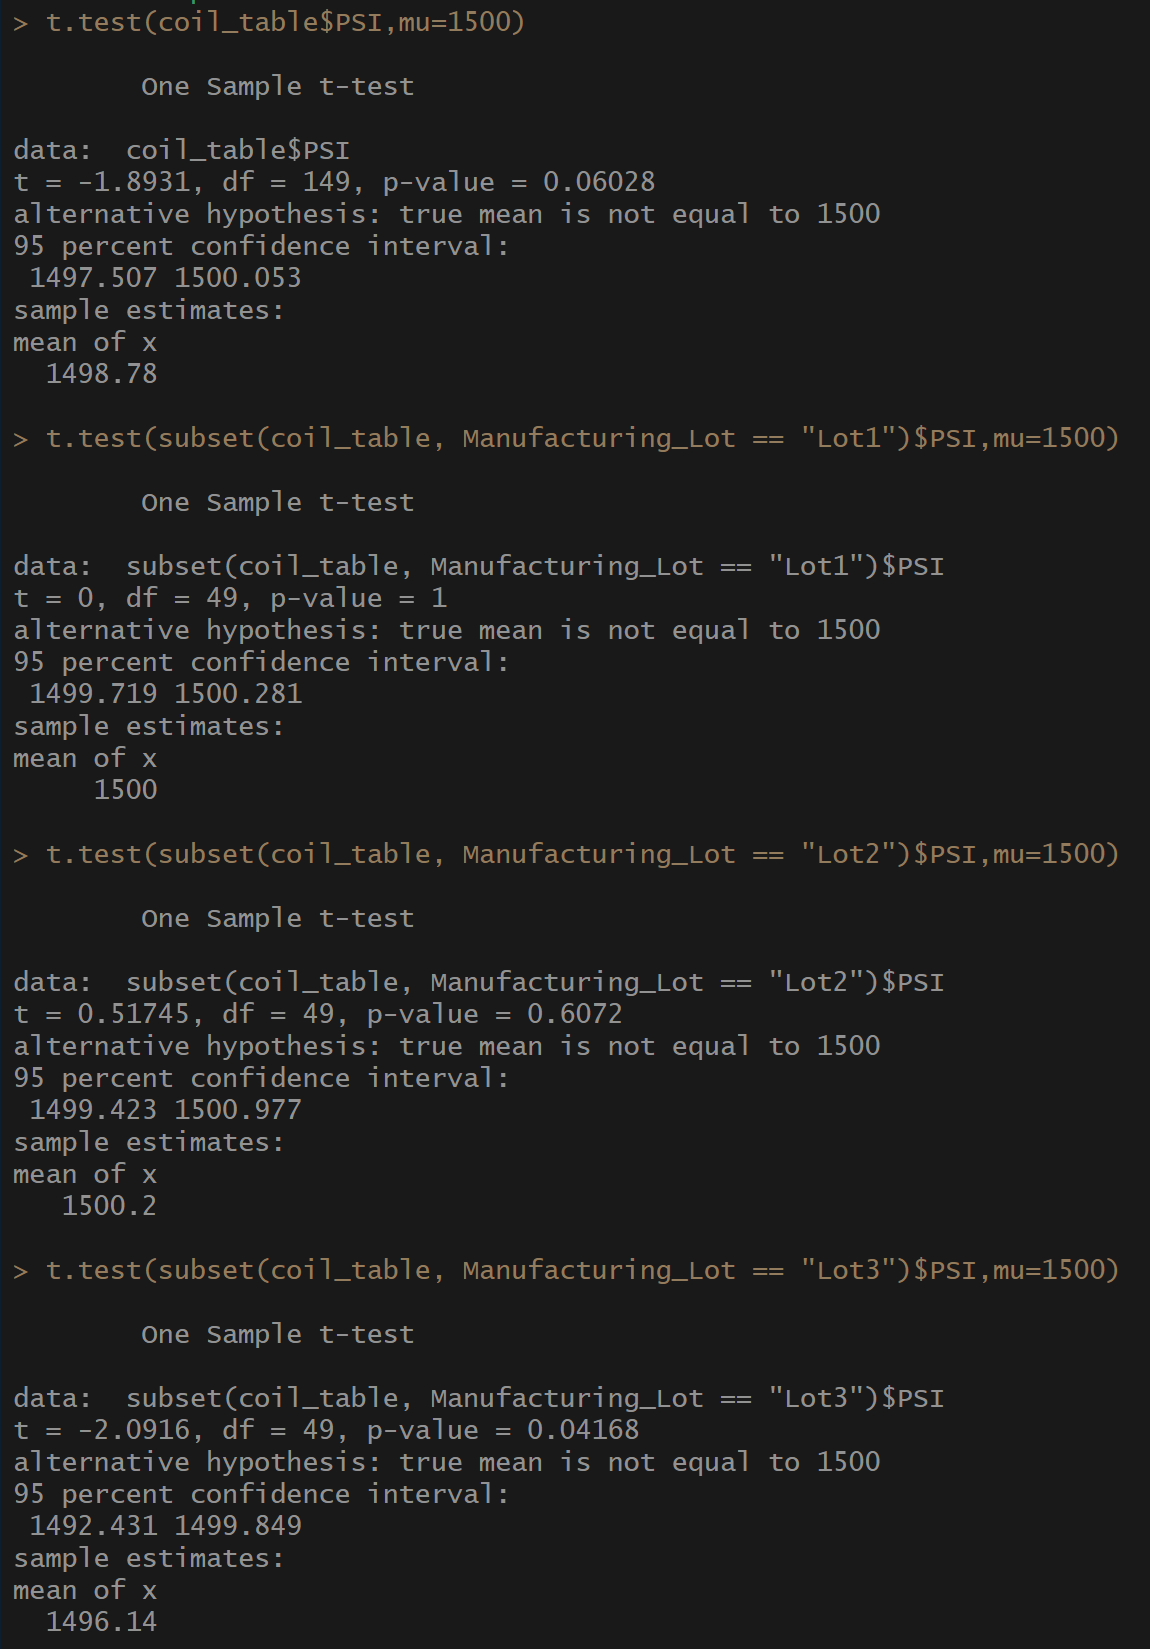 > t.test(coil_table$PSI,mu=1500)
One Sample t-test
data:  coil_table$PSI
t = -1.8931, df = 149, p-value = 0.06028
alternative hypothesis: true mean is not equal to 1500
95 percent confidence interval:
1497.507 1500.053
sample estimates:
mean of x
1498.78
> t.test(subset(coil_table, Manufacturing_Lot == "Lot1")$PSI,mu=1500)
One Sample t-test
data:  subset(coil_table, Manufacturing_Lot == "Lot1")$PSI
t = 0, df = 49, p-value = 1
alternative hypothesis: true mean is not equal to 1500
95 percent confidence interval:
1499.719 1500.281
sample estimates:
mean of x
1500
> t.test(subset(coil_table, Manufacturing_Lot == "Lot2")$PSI,mu=1500)
One Sample t-test
data:  subset(coil_table, Manufacturing_Lot == "Lot2")$PSI
t = 0.51745, df = 49, p-value = 0.6072
alternative hypothesis: true mean is not equal to 1500
95 percent confidence interval:
1499.423 1500.977
sample estimates:
mean of x
1500.2
> t.test(subset(coil_table, Manufacturing_Lot == "Lot3")$PSI,mu=1500)
One Sample t-test
data:  subset(coil_table, Manufacturing_Lot == "Lot3")$PSI
t = -2.0916, df = 49, p-value = 0.04168
alternative hypothesis: true mean is not equal to 1500
95 percent confidence interval:
1492.431 1499.849
sample estimates:
mean of x
1496.14